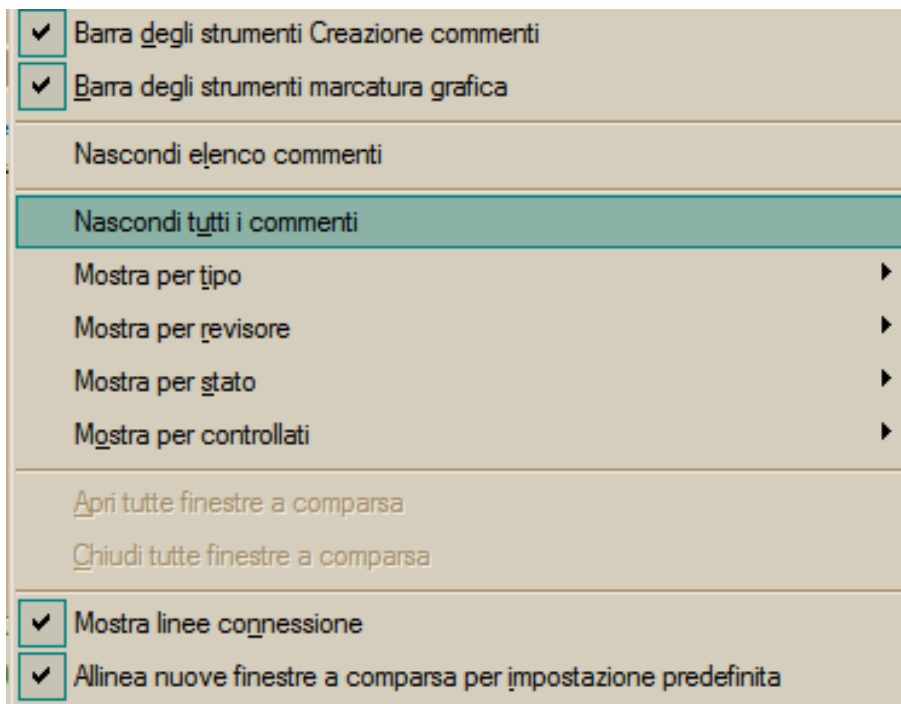 Barra degli strumenti Creazione commenti
Barra degli strumenti marcatura grafica
Nascondi elenco commenti
Nascondi tutti i commenti
Mostra per tipo
Mostra per revisore
Mostra per stato
Mostra per controllati
Apri tutte finestre a comparsa
Chiudi tutte finestre a comparsa
Mostra linee connessione
Allinea nuove finestre a comparsa per impostazione predefinita